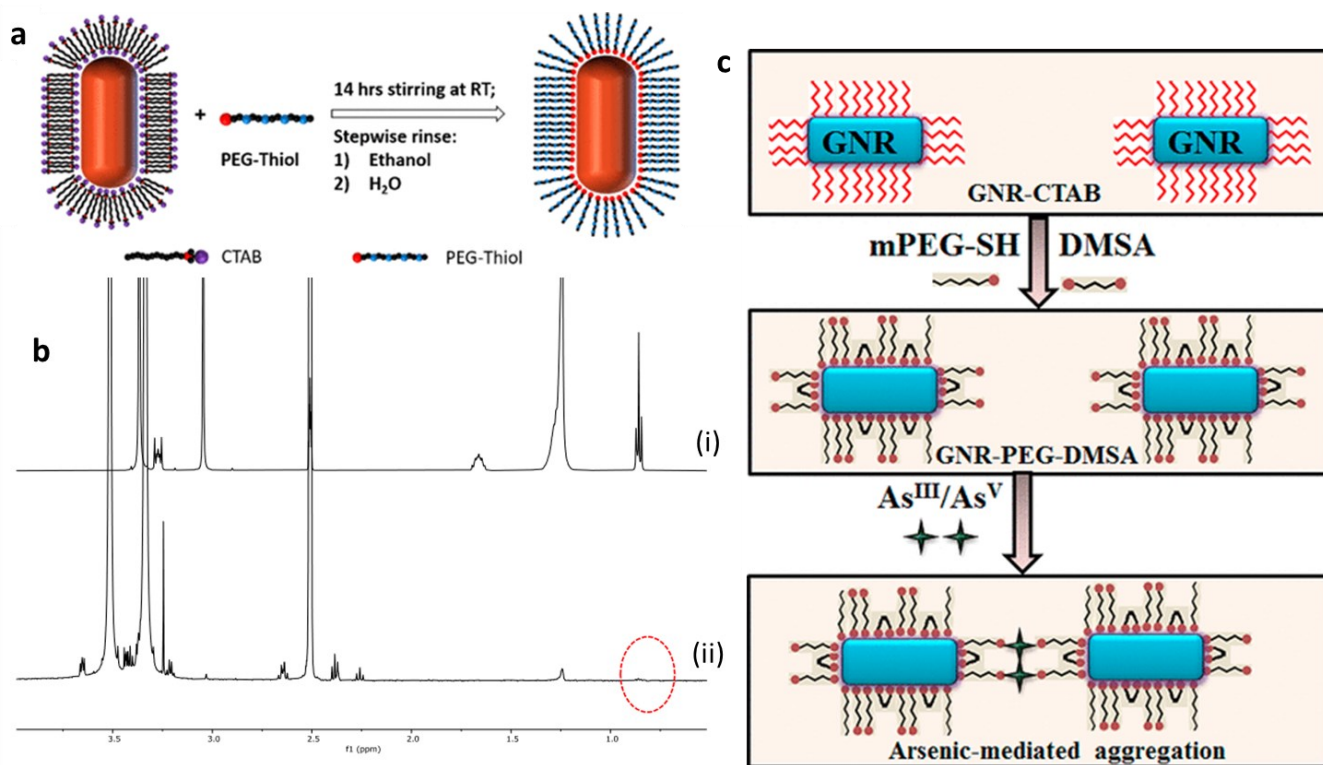 a
+
PEG-Thiol
14 hrs stirring at RT;
Stepwise rinse:
1) Ethanol
2) H₂O
CTAB
PEG-Thiol
b
(i)
(ii)
3.5 3.0 2.5 2.0 1.5 1.0
f1 (ppm)
c
GNR GNR
GNR-CTAB
mPEG-SH DMSA
GNR-PEG-DMSA
Asᴵᴵᴵ/Asⱽ
Arsenic-mediated aggregation